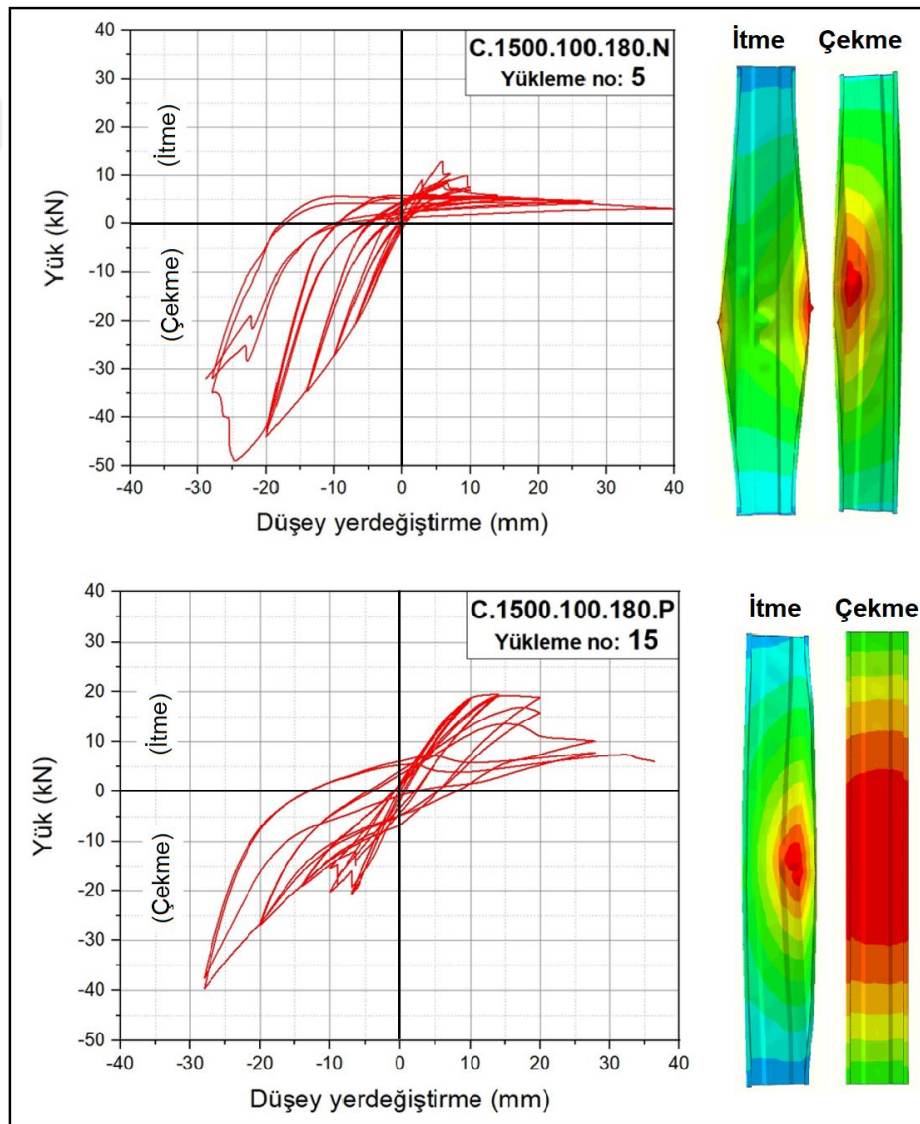 C.1500.100.180.N
Yükleme no: 5
İtme Çekme
40
30
20
10
0
-10
-20
-30
-40
-50
Yük (kN)
(İtme)
(Çekme)
-40 -30 -20 -10 0 10 20 30 40
Düşey yerdeğiştirme (mm)
C.1500.100.180.P
Yükleme no: 15
İtme Çekme
40
30
20
10
0
-10
-20
-30
-40
-50
Yük (kN)
(İtme)
(Çekme)
-40 -30 -20 -10 0 10 20 30 40
Düşey yerdeğiştirme (mm)